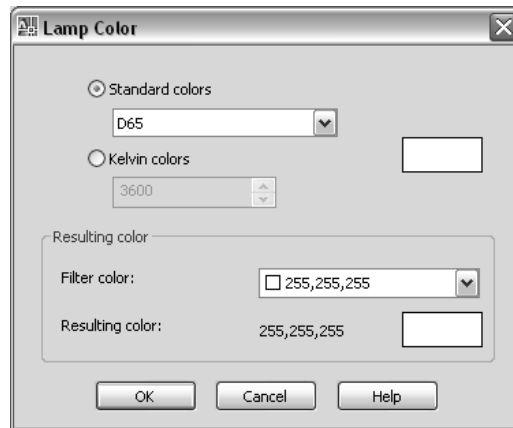 Lamp Color
Standard colors
D65
Kelvin colors
3600
Resulting color
Filter color:
255,255,255
Resulting color:
255,255,255
OK
Cancel
Help